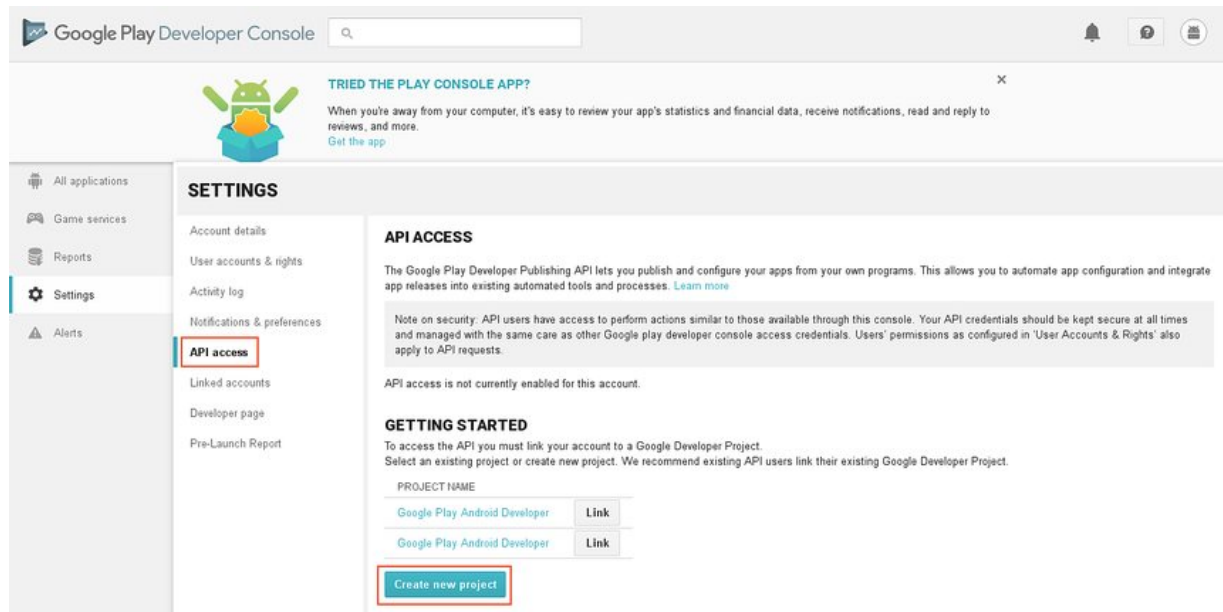 Google Play Developer Console
TRIED THE PLAY CONSOLE APP?
When you're away from your computer, it's easy to review your app's statistics and financial data, receive notifications, read and reply to
reviews, and more.
Get the app
All applications
Game services
Reports
Settings
Alerts
SETTINGS
Account details
User accounts & rights
Activity log
Notifications & preferences
API access
Linked accounts
Developer page
Pre-Launch Report
API ACCESS
The Google Play Developer Publishing API lets you publish and configure your apps from your own programs. This allows you to automate app configuration and integrate
app releases into existing automated tools and processes. Learn more
Note on security: API users have access to perform actions similar to those available through this console. Your API credentials should be kept secure at all times
and managed with the same care as other Google play developer console access credentials. Users' permissions as configured in 'User Accounts & Rights' also
apply to API requests.
API access is not currently enabled for this account.
GETTING STARTED
To access the API you must link your account to a Google Developer Project.
Select an existing project or create new project. We recommend existing API users link their existing Google Developer Project.
PROJECT NAME
Google Play Android Developer Link
Google Play Android Developer Link
Create new project